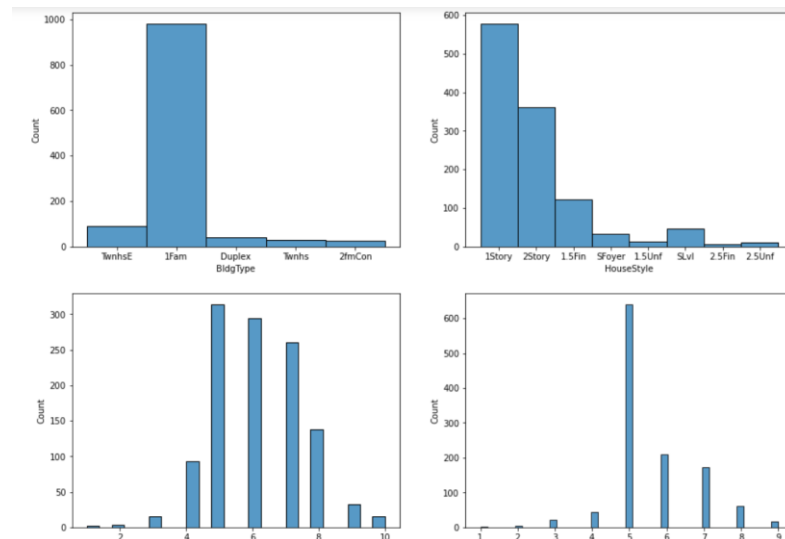 1000
800
600
400
200
0
Count
TwnhsE 1Fam Duplex Twnhs 2fmCon
BldgType
600
500
400
300
200
100
0
Count
1Story 2Story 1.5Fin SFoyer 1.5Unf SLvl 2.5Fin 2.5Unf
HouseStyle
300
250
200
150
100
50
0
Count
2 4 6 8 10
600
500
400
300
200
100
0
Count
1 2 3 4 5 6 7 8 9